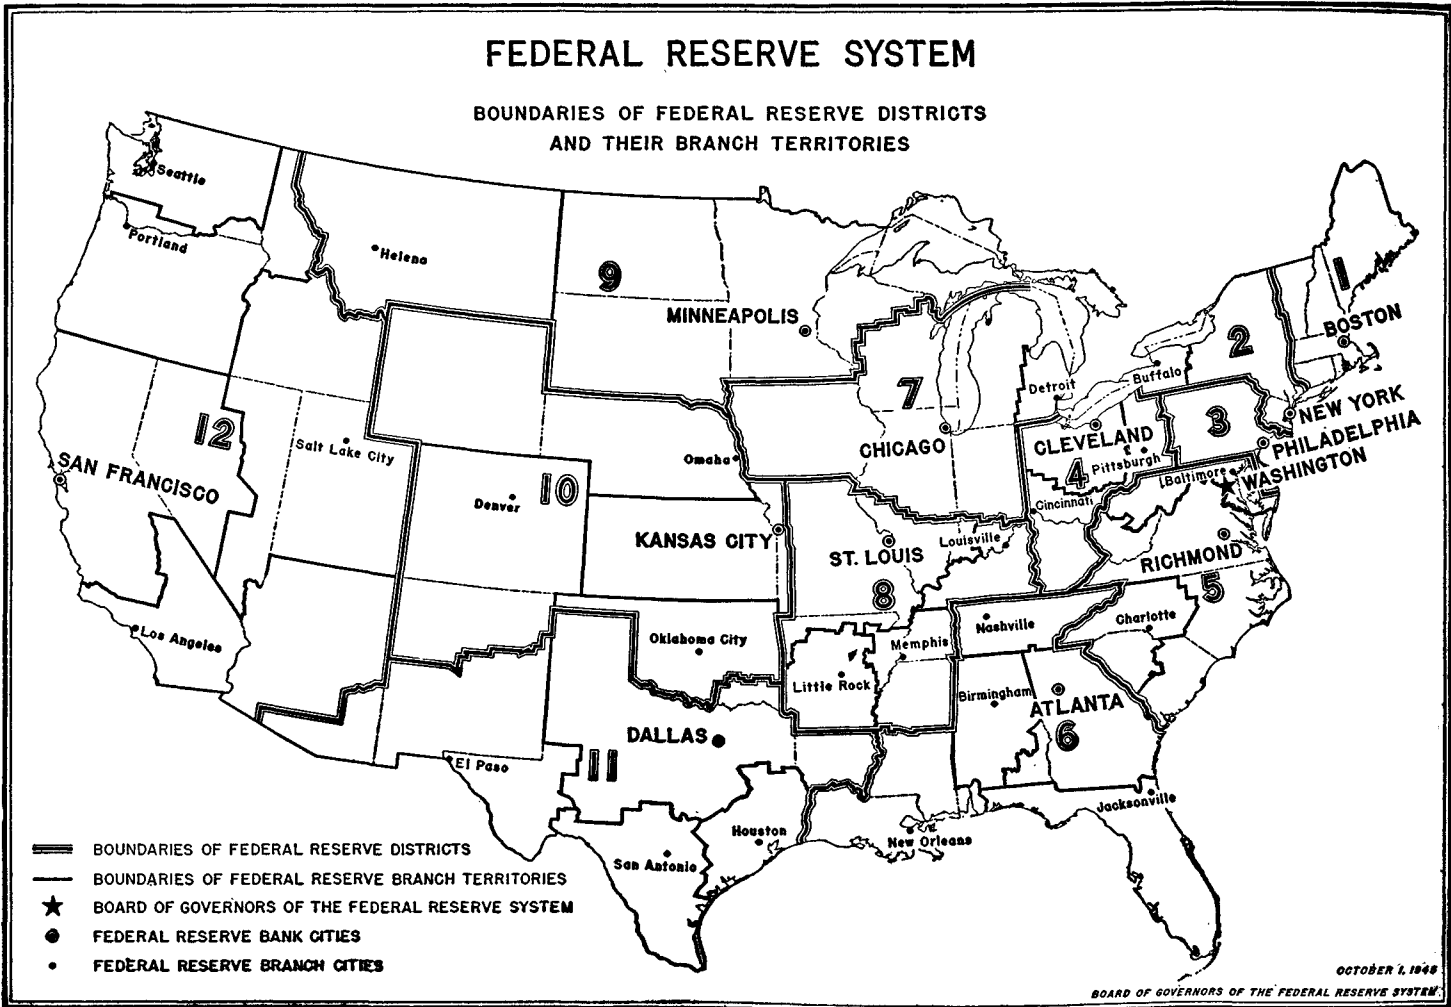 FEDERAL RESERVE SYSTEM
BOUNDARIES OF FEDERAL RESERVE DISTRICTS
AND THEIR BRANCH TERRITORIES
Seattle
Portland
Helena
9
MINNEAPOLIS
1
BOSTON
2
Buffalo
Detroit
7
CHICAGO
CLEVELAND
4
Pittsburgh
Cincinnati
3
NEW YORK
PHILADELPHIA
WASHINGTON
Baltimore
12
SAN FRANCISCO
Salt Lake City
Omaha
Denver
10
KANSAS CITY
ST. LOUIS
8
Louisville
RICHMOND
5
Los Angeles
Oklahoma City
Little Rock
Memphis
Nashville
Charlotte
Birmingham
ATLANTA
6
DALLAS
11
El Paso
Houston
San Antonio
New Orleans
Jacksonville
BOUNDARIES OF FEDERAL RESERVE DISTRICTS
BOUNDARIES OF FEDERAL RESERVE BRANCH TERRITORIES
BOARD OF GOVERNORS OF THE FEDERAL RESERVE SYSTEM
FEDERAL RESERVE BANK CITIES
FEDERAL RESERVE BRANCH CITIES
OCTOBER 1,
BOARD OF GOVERNORS OF THE FEDERAL RESERVE SYSTEM